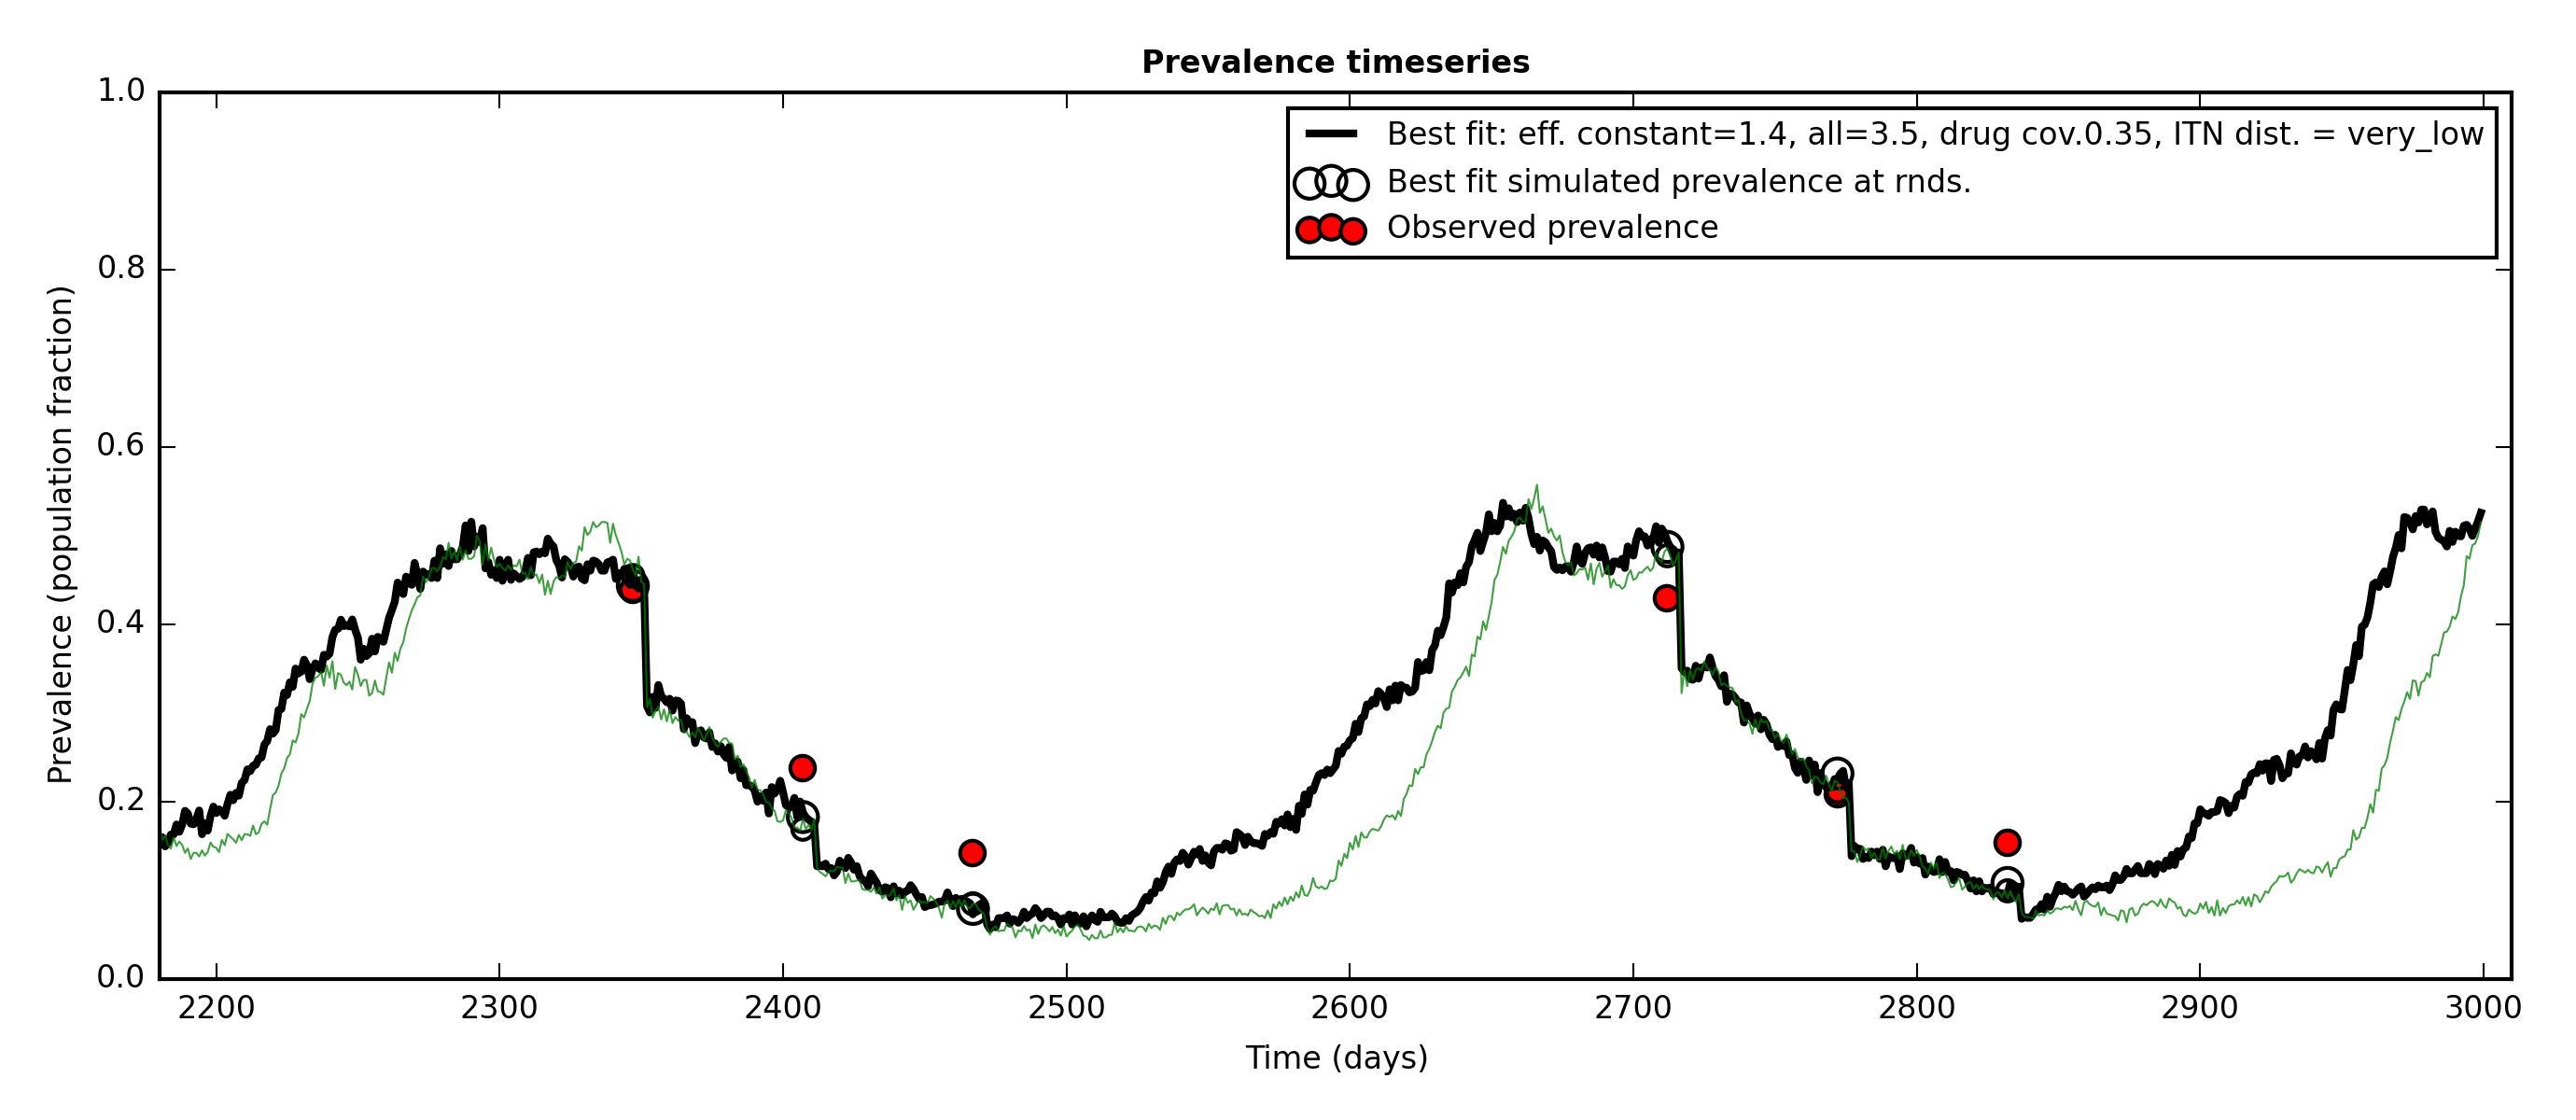 Prevalence timeseries
1.0
0.8
0.6
0.4
0.2
0.0
Prevalence (population fraction)
Best fit: eff. constant=1.4, all=3.5, drug cov.0.35, ITN dist. = very_low
Best fit simulated prevalence at rnds.
Observed prevalence
2200 2300 2400 2500 2600 2700 2800 2900 3000
Time (days)